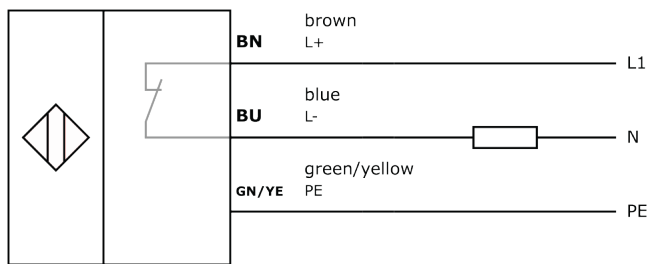 brown
BN L+
L1
blue
BU L-
N
green/yellow
GN/YE PE
PE